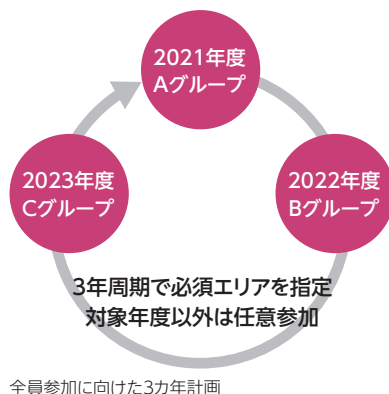 2021年度
Aグループ
2022年度
Bグループ
2023年度
Cグループ
3年周期で必須エリアを指定
対象年度以外は任意参加
全員参加に向けた3カ年計画